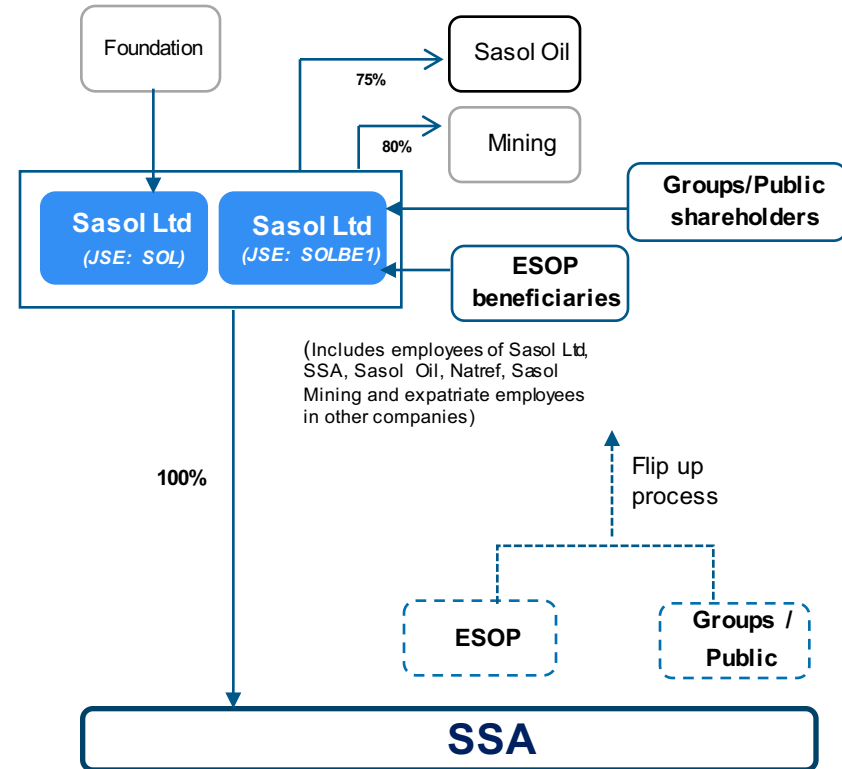 Foundation
Sasol Oil
75%
Mining
80%
Groups/Public
shareholders
Sasol Ltd
(JSE: SOL)
Sasol Ltd
(JSE: SOLBE1)
ESOP
beneficiaries
(Includes employees of Sasol Ltd,
SSA, Sasol Oil, Natref, Sasol
Mining and expatriate employees
in other companies)
100%
Flip up
process
ESOP
Groups /
Public
SSA